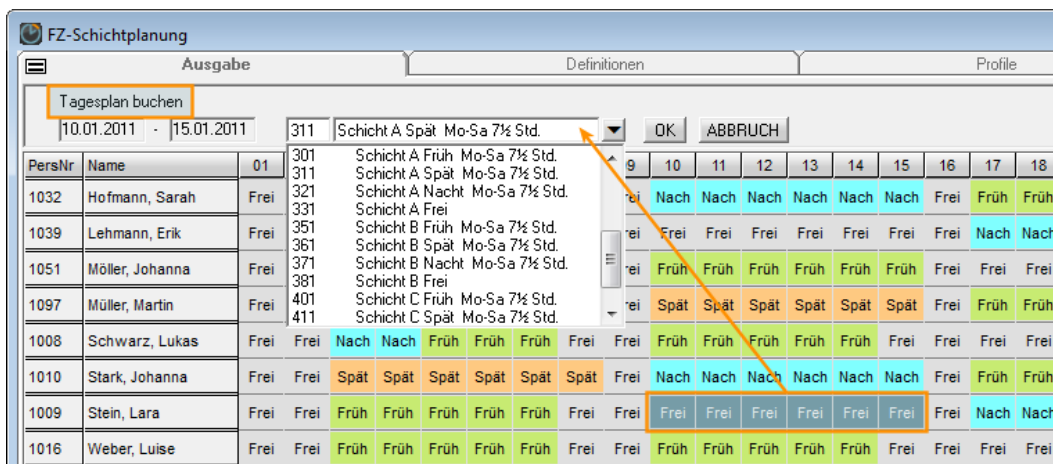 FZ-Schichtplanung
Ausgabe Definitionen Profile
Tagesplan buchen
10.01.2011 - 15.01.2011 311 Schicht A Spät Mo-Sa 7½ Std. OK ABBRUCH
301 Schicht A Früh Mo-Sa 7½ Std.
311 Schicht A Spät Mo-Sa 7½ Std.
321 Schicht A Nacht Mo-Sa 7½ Std.
331 Schicht A Frei
351 Schicht B Früh Mo-Sa 7½ Std.
361 Schicht B Spät Mo-Sa 7½ Std.
371 Schicht B Nacht Mo-Sa 7½ Std.
381 Schicht B Frei
401 Schicht C Früh Mo-Sa 7½ Std.
411 Schicht C Spät Mo-Sa 7½ Std.
PersNr Name 01 9 10 11 12 13 14 15 16 17 18
1032 Hofmann, Sarah Frei rei Nach Nach Nach Nach Nach Nach Frei Früh Früh
1039 Lehmann, Erik Frei rei Frei Frei Frei Frei Frei Frei Frei Nach Nach
1051 Möller, Johanna Frei rei Früh Früh Früh Früh Früh Früh Frei Frei Frei
1097 Müller, Martin Frei rei Spät Spät Spät Spät Spät Spät Frei Früh Früh
1008 Schwarz, Lukas Frei Frei Nach Nach Früh Früh Früh Frei Frei Früh Früh Früh Früh Früh Frei Frei Früh Früh
1010 Stark, Johanna Frei Frei Spät Spät Spät Spät Spät Spät Frei Nach Nach Nach Nach Nach Nach Frei Früh Früh
1009 Stein, Lara Frei Frei Früh Früh Früh Früh Früh Frei Frei Frei Frei Frei Frei Frei Frei Frei Nach Nach
1016 Weber, Luise Frei Frei Früh Früh Früh Früh Früh Frei Frei Früh Früh Früh Früh Früh Frei Frei Frei Frei